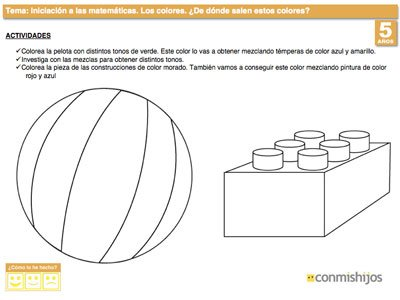 Tema: Iniciación a las matemáticas. Los colores. ¿De dónde salen estos colores?
5
AÑOS
ACTIVIDADES
✓Colorea la pelota con distintos tonos de verde. Este color lo vas a obtener mezclando témperas de color azul y amarillo.
✓Investiga con las mezclas para obtener distintos tonos.
✓Colorea la pieza de las construcciones de color morado. También vamos a conseguir este color mezclando pintura de color
rojo y azul
¿Cómo lo he hecho?
conmishijos